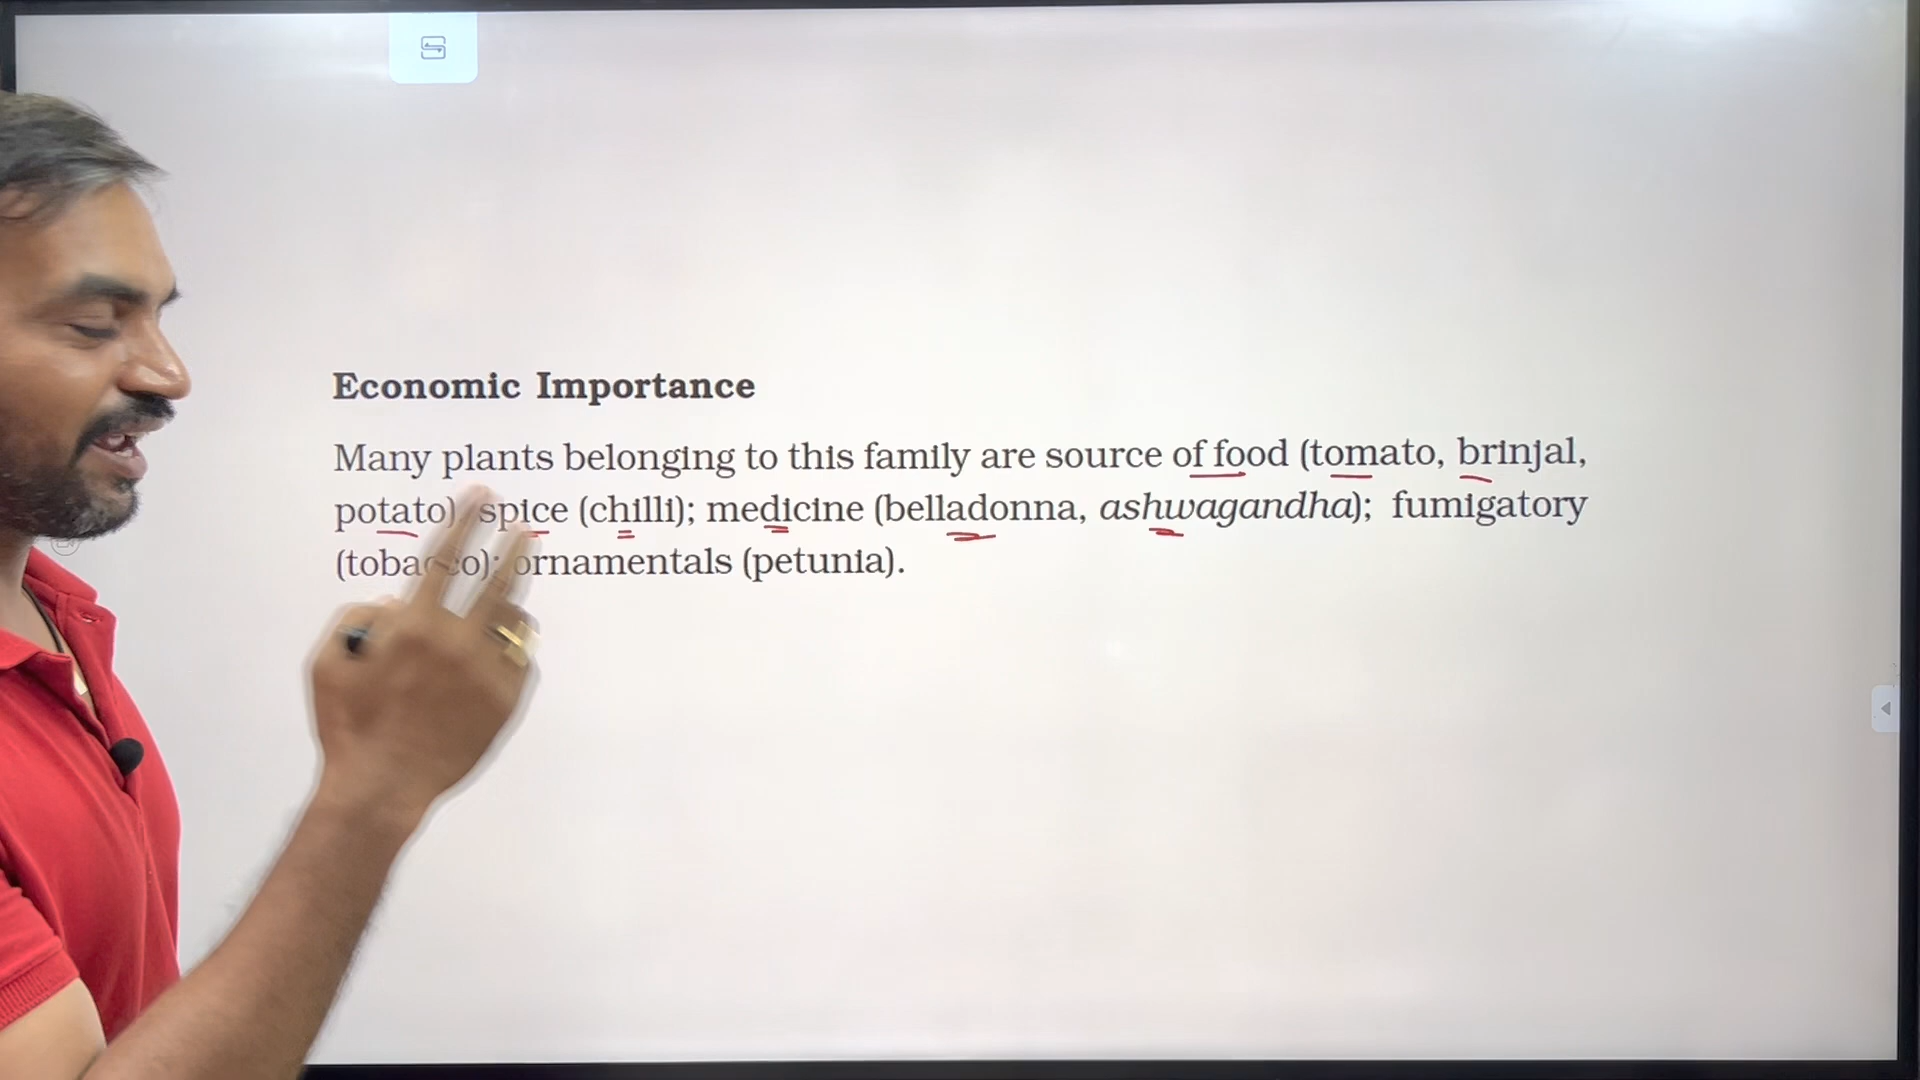 Economic Importance
Many plants belonging to this family are source of food (tomato, brinjal,
potato), spice (chilli); medicine (belladonna, ashwagandha); fumigatory
(tobacco); ornamentals (petunia).